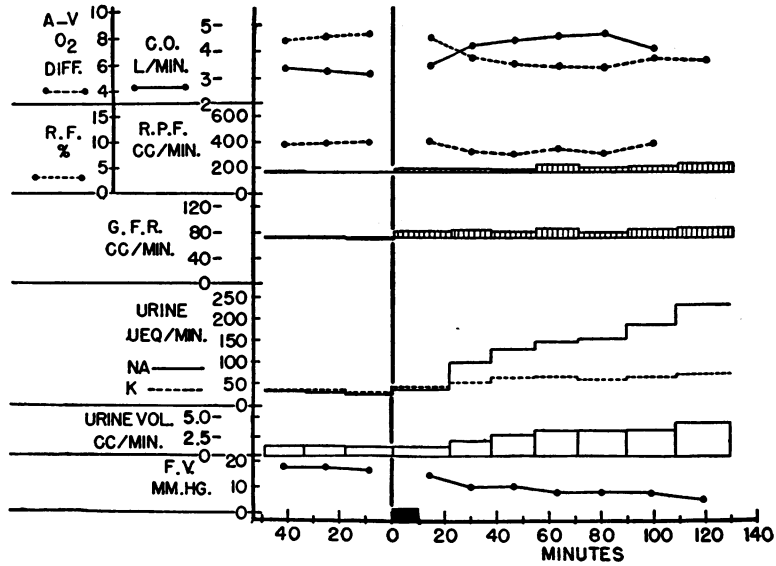 A-V
O2
DIFF.
10
8
6
4
C.O.
L/MIN.
5-
4-
3-
2
R.F.
%
15
10
5
0
R.P.F.
CC/MIN.
600
400
200
0
G.F.R.
CC/MIN.
120-
80-
40-
0
URINE
µEQ/MIN.
NA
K
250
200
150
100
50
0
URINE VOL.
CC/MIN.
5.0-
2.5-
0
F.V.
MM.HG.
20
10
0
40 20 0 20 40 60 80 100 120 140
MINUTES